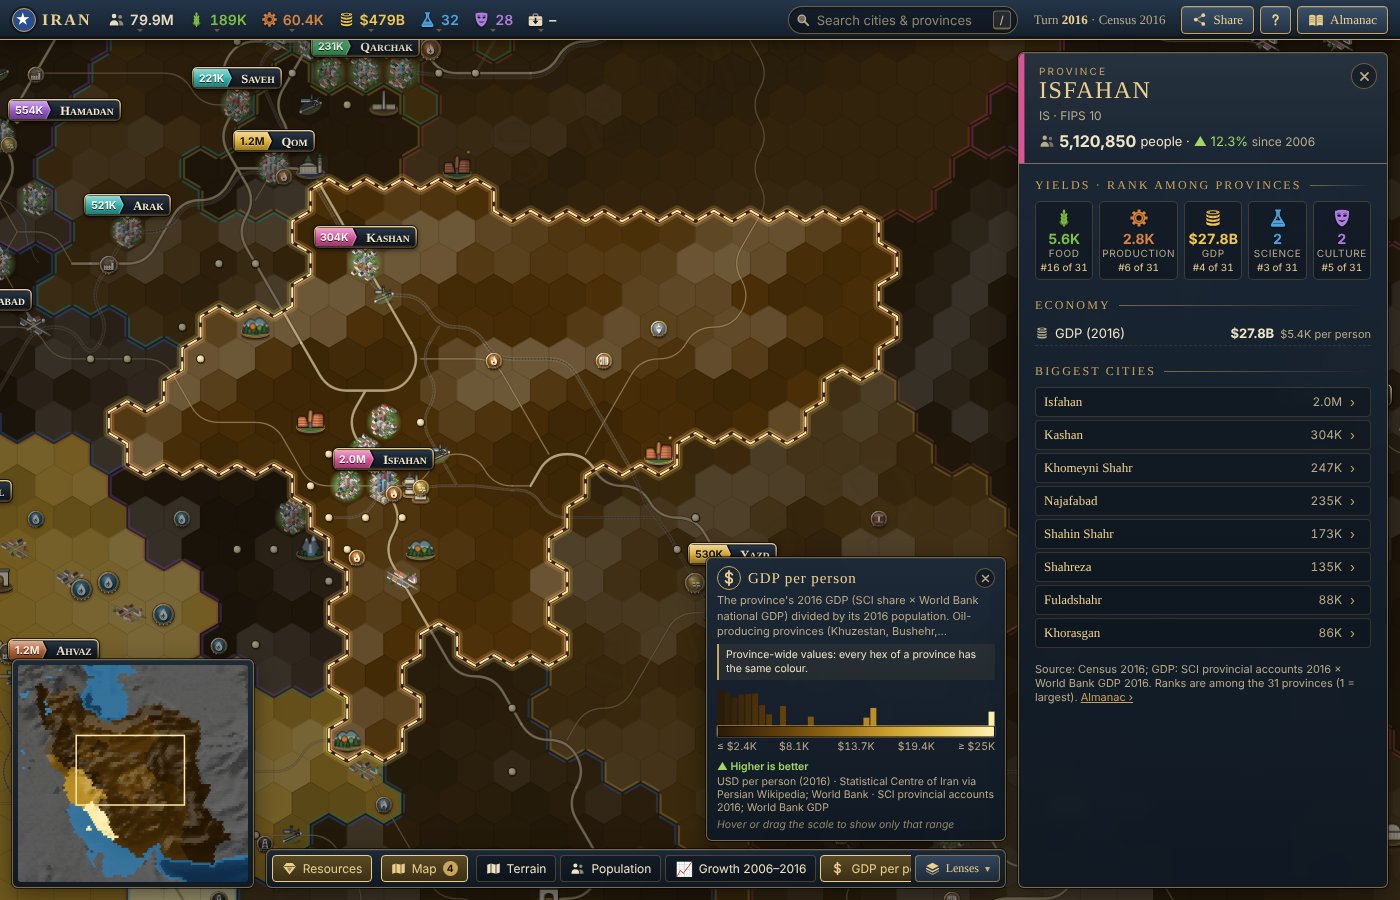 IRAN 79.9M 189K 60.4K $479B 32 28 –
Search cities & provinces /
Turn 2016 · Census 2016
Share
?
Almanac
231K QARCHAK
221K SAVEH
554K HAMADAN
1.2M QOM
521K ARAK
304K KASHAN
ABAD
2.0M ISFAHAN
530K YAZD
1.2M AHVAZ
PROVINCE
ISFAHAN
IS · FIPS 10
5,120,850 people · ▲ 12.3% since 2006
YIELDS · RANK AMONG PROVINCES
5.6K FOOD #16 of 31
2.8K PRODUCTION #6 of 31
$27.8B GDP #4 of 31
2 SCIENCE #3 of 31
2 CULTURE #5 of 31
ECONOMY
GDP (2016) $27.8B $5.4K per person
BIGGEST CITIES
Isfahan 2.0M ›
Kashan 304K ›
Khomeyni Shahr 247K ›
Najafabad 235K ›
Shahin Shahr 173K ›
Shahreza 135K ›
Fuladshahr 88K ›
Khorasgan 86K ›
Source: Census 2016; GDP: SCI provincial accounts 2016 ×
World Bank GDP 2016. Ranks are among the 31 provinces (1 =
largest). Almanac ›
$ GDP per person
The province's 2016 GDP (SCI share × World Bank
national GDP) divided by its 2016 population. Oil-
producing provinces (Khuzestan, Bushehr,...
Province-wide values: every hex of a province has
the same colour.
≤ $2.4K $8.1K $13.7K $19.4K ≥ $25K
▲ Higher is better
USD per person (2016) · Statistical Centre of Iran via
Persian Wikipedia; World Bank · SCI provincial accounts
2016; World Bank GDP
Hover or drag the scale to show only that range
Resources
Map 4
Terrain
Population
Growth 2006–2016
$ GDP per p
Lenses ▾